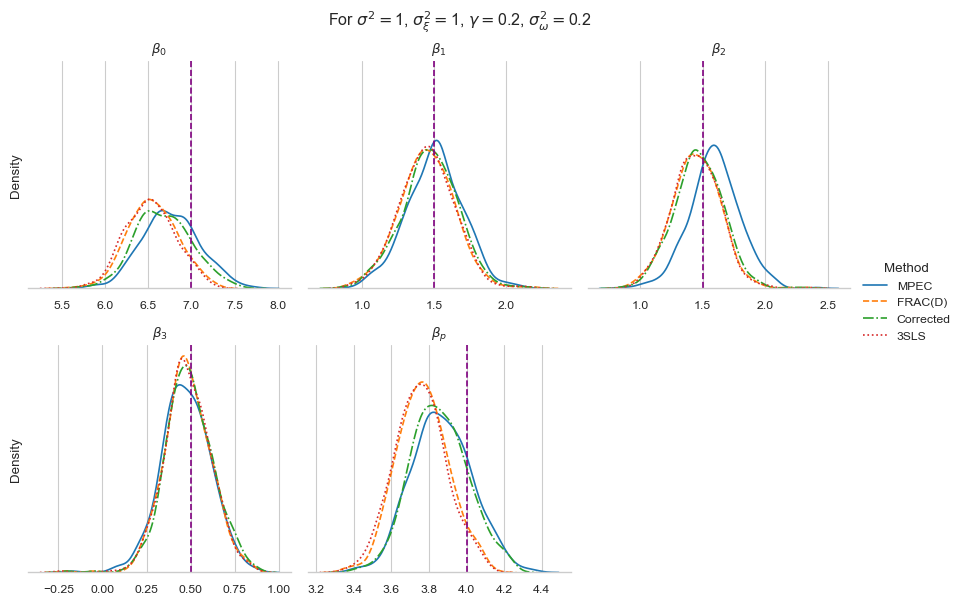 For σ² = 1, σ_ξ² = 1, γ = 0.2, σ_ω² = 0.2
β₀ β₁ β₂
Density
5.5 6.0 6.5 7.0 7.5 8.0 1.0 1.5 2.0 1.0 1.5 2.0 2.5
Method
MPEC
FRAC(D)
Corrected
3SLS
β₃ βₚ
Density
−0.25 0.00 0.25 0.50 0.75 1.00 3.2 3.4 3.6 3.8 4.0 4.2 4.4